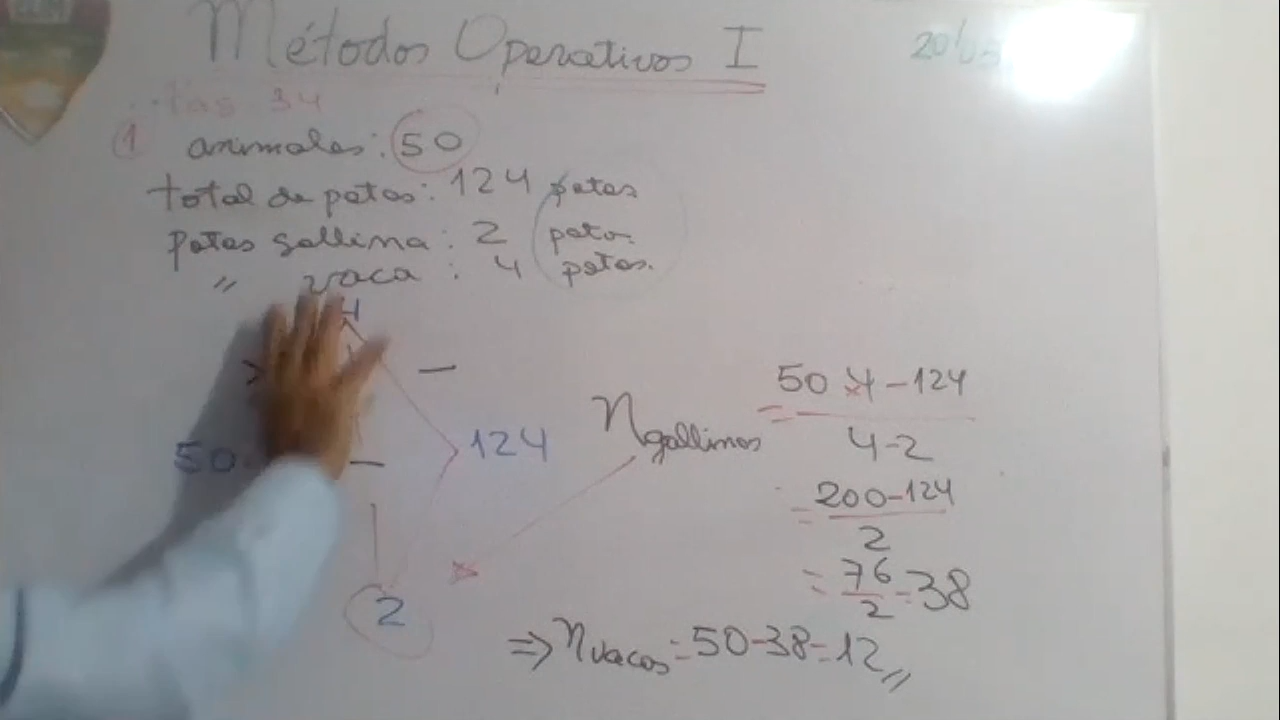 Métodos Operativos I
34
1 animales: 50
total de patas: 124 patas
Patas gallina: 2 patas
" vaca: 4 patas.
4
× –
50 – 124
2
n gallinas = 50 × 4 – 124
4 – 2
= 200 – 124
2
= 76
2
= 38
⇒ n vacas = 50 – 38 = 12 //